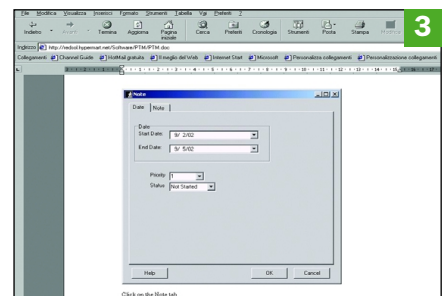 File Modifica Visualizza Inserisci Formato Strumenti Tabella Vai Preferiti ?
Indietro Avanti Termina Aggiorna Pagina iniziale Cerca Preferiti Cronologia Strumenti Posta Stampa Modifica
3
Indirizzo http://redsol.hypermart.net/Software/PTM/PTM.doc
Collegamenti Channel Guide HotMail gratuita Il meglio del Web Internet Start Microsoft Personalizza collegamenti Personalizzazione collegamenti
Note
Date Note
Date
Start Date: 9/ 2/02
End Date: 9/ 5/02
Priority 1
Status Not Started
Help OK Cancel
Click on the Note tab